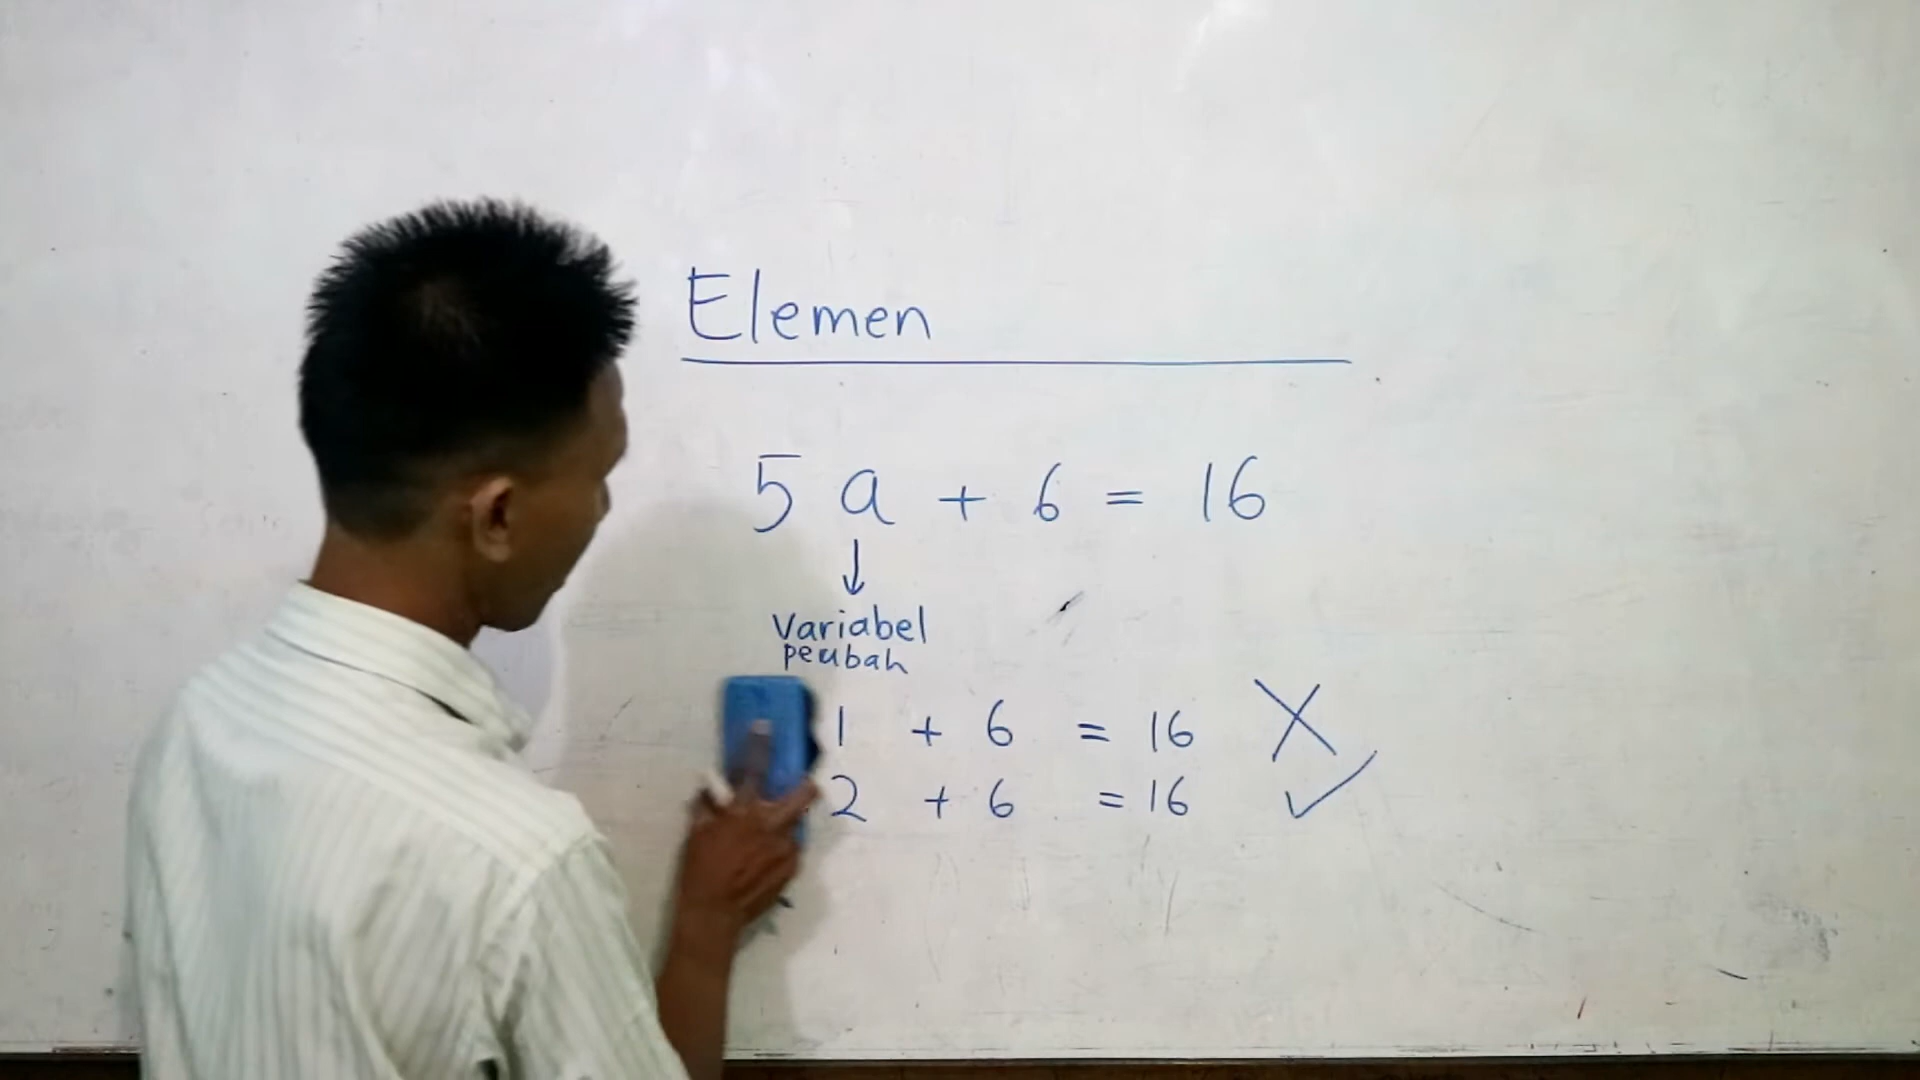 Elemen
5 a + 6 = 16
↓
Variabel
peubah
1 + 6 = 16 X
2 + 6 = 16 ✓